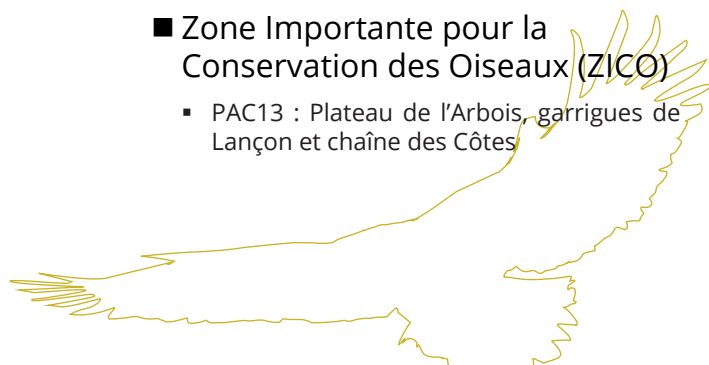 ■ Zone Importante pour la
Conservation des Oiseaux (ZICO)
▪ PAC13 : Plateau de l’Arbois, garrigues de
Lançon et chaîne des Côtes